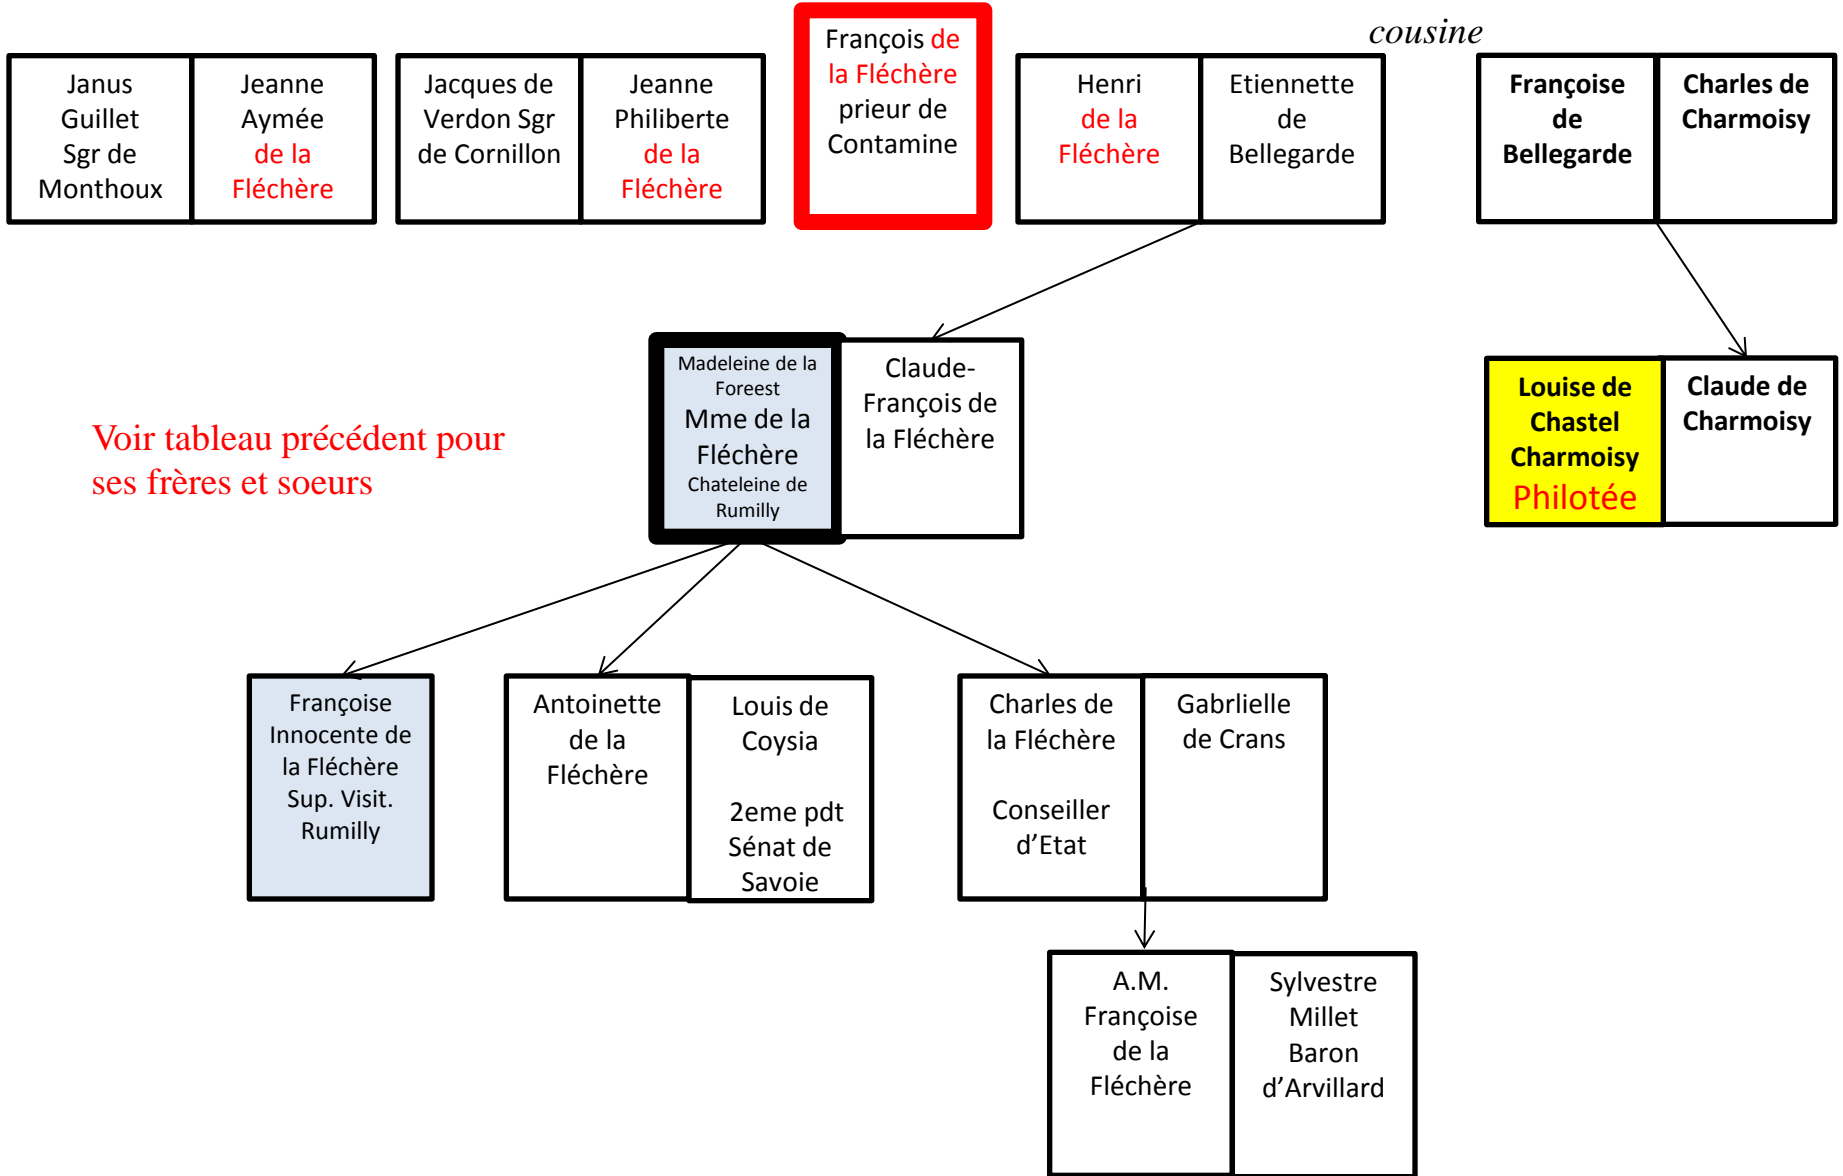 Janus
Guillet
Sgr de
Monthoux
Jeanne
Aymée
de la
Fléchère
Jacques de
Verdon Sgr
de Cornillon
Jeanne
Philiberte
de la
Fléchère
François de
la Fléchère
prieur de
Contamine
Henri
de la
Fléchère
Etiennette
de
Bellegarde
cousine
Françoise
de
Bellegarde
Charles de
Charmoisy
Voir tableau précédent pour
ses frères et soeurs
Madeleine de la
Foreest
Mme de la
Fléchère
Chateleine de
Rumilly
Claude-
François de
la Fléchère
Louise de
Chastel
Charmoisy
Philotée
Claude de
Charmoisy
Françoise
Innocente de
la Fléchère
Sup. Visit.
Rumilly
Antoinette
de la
Fléchère
Louis de
Coysia
2eme pdt
Sénat de
Savoie
Charles de
la Fléchère
Conseiller
d'Etat
Gabrlielle
de Crans
A.M.
Françoise
de la
Fléchère
Sylvestre
Millet
Baron
d'Arvillard